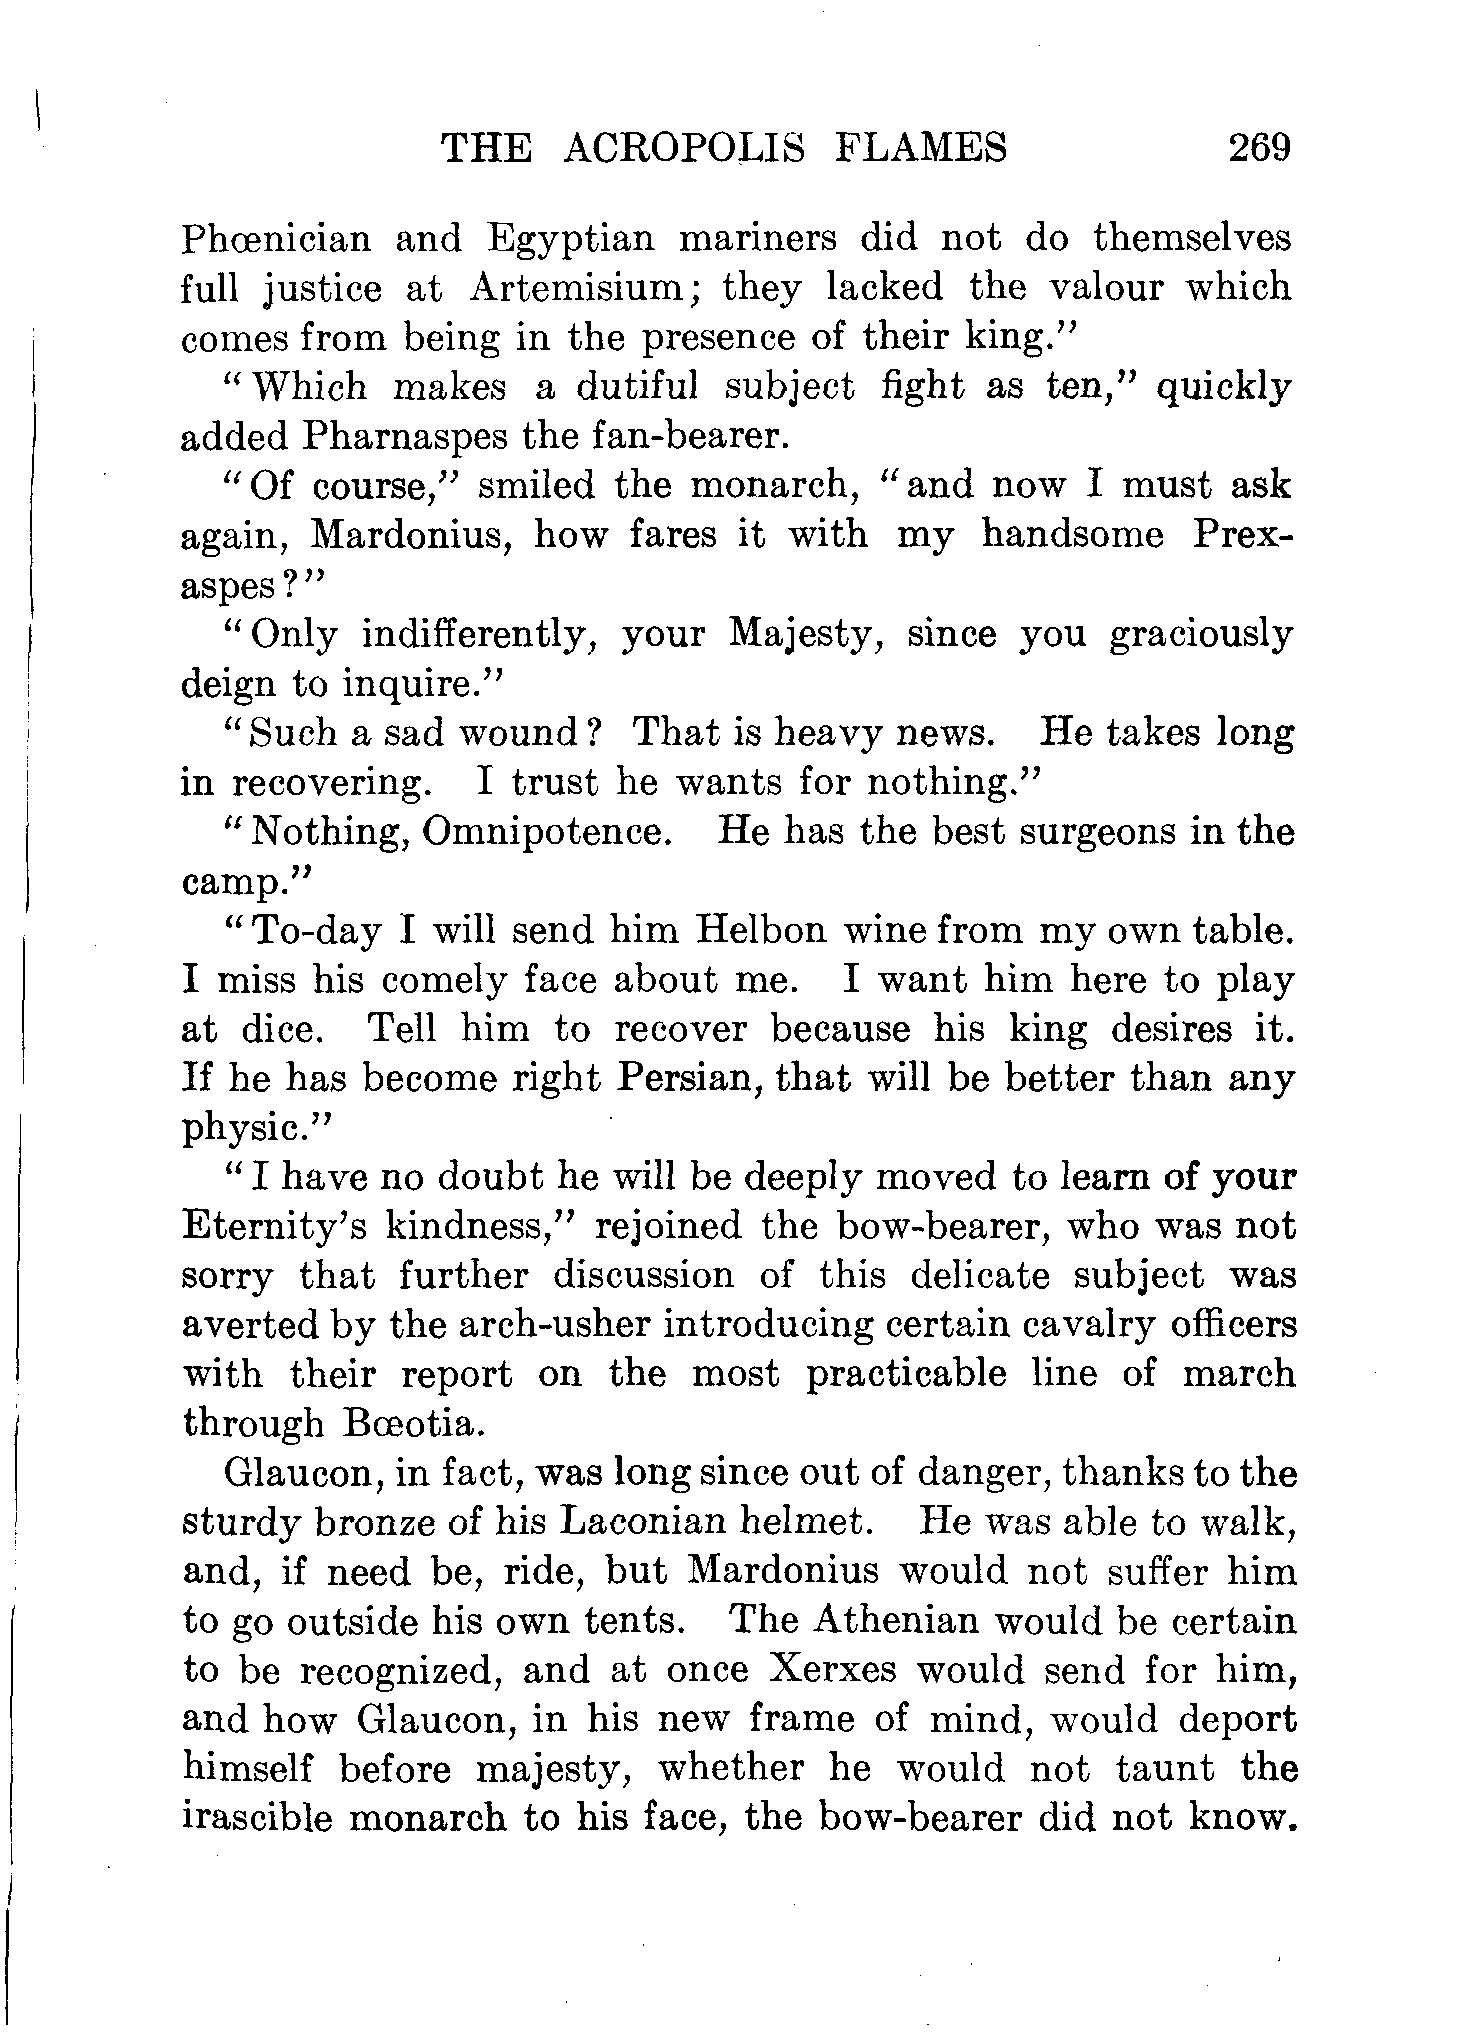 THE ACROPOLIS FLAMES 269
Phœnician and Egyptian mariners did not do themselves
full justice at Artemisium; they lacked the valour which
comes from being in the presence of their king."
"Which makes a dutiful subject fight as ten," quickly
added Pharnaspes the fan-bearer.
"Of course," smiled the monarch, "and now I must ask
again, Mardonius, how fares it with my handsome Prex-
aspes?"
"Only indifferently, your Majesty, since you graciously
deign to inquire."
"Such a sad wound? That is heavy news. He takes long
in recovering. I trust he wants for nothing."
"Nothing, Omnipotence. He has the best surgeons in the
camp."
"To-day I will send him Helbon wine from my own table.
I miss his comely face about me. I want him here to play
at dice. Tell him to recover because his king desires it.
If he has become right Persian, that will be better than any
physic."
"I have no doubt he will be deeply moved to learn of your
Eternity's kindness," rejoined the bow-bearer, who was not
sorry that further discussion of this delicate subject was
averted by the arch-usher introducing certain cavalry officers
with their report on the most practicable line of march
through Bœotia.
Glaucon, in fact, was long since out of danger, thanks to the
sturdy bronze of his Laconian helmet. He was able to walk,
and, if need be, ride, but Mardonius would not suffer him
to go outside his own tents. The Athenian would be certain
to be recognized, and at once Xerxes would send for him,
and how Glaucon, in his new frame of mind, would deport
himself before majesty, whether he would not taunt the
irascible monarch to his face, the bow-bearer did not know.